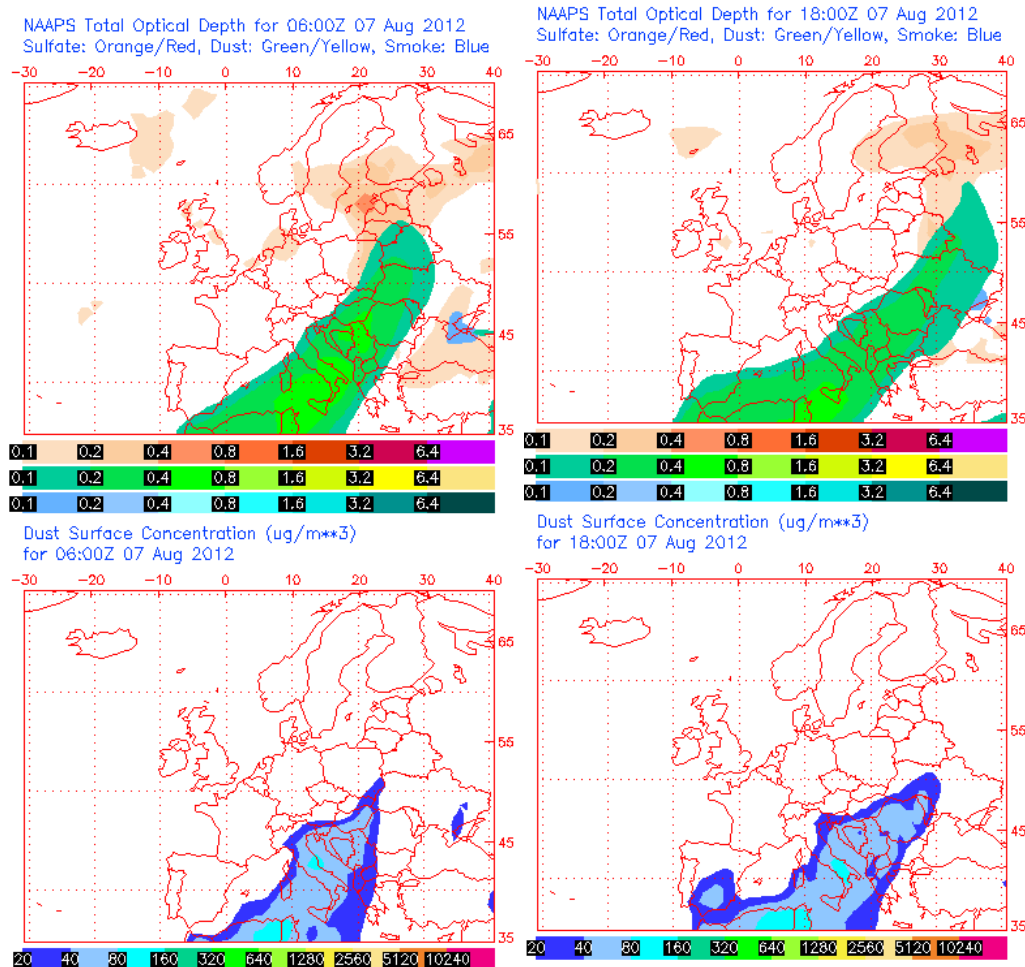 NAAPS Total Optical Depth for 06:00Z 07 Aug 2012
Sulfate: Orange/Red, Dust: Green/Yellow, Smoke: Blue
-30 -20 -10 0 10 20 30 40
65
55
45
35
0.1 0.2 0.4 0.8 1.6 3.2 6.4
0.1 0.2 0.4 0.8 1.6 3.2 6.4
0.1 0.2 0.4 0.8 1.6 3.2 6.4
NAAPS Total Optical Depth for 18:00Z 07 Aug 2012
Sulfate: Orange/Red, Dust: Green/Yellow, Smoke: Blue
-30 -20 -10 0 10 20 30 40
65
55
45
35
0.1 0.2 0.4 0.8 1.6 3.2 6.4
0.1 0.2 0.4 0.8 1.6 3.2 6.4
0.1 0.2 0.4 0.8 1.6 3.2 6.4
Dust Surface Concentration (ug/m**3)
for 06:00Z 07 Aug 2012
-30 -20 -10 0 10 20 30 40
65
55
45
35
20 40 80 160 320 640 1280 2560 5120 10240
Dust Surface Concentration (ug/m**3)
for 18:00Z 07 Aug 2012
-30 -20 -10 0 10 20 30 40
65
55
45
35
20 40 80 160 320 640 1280 2560 5120 10240